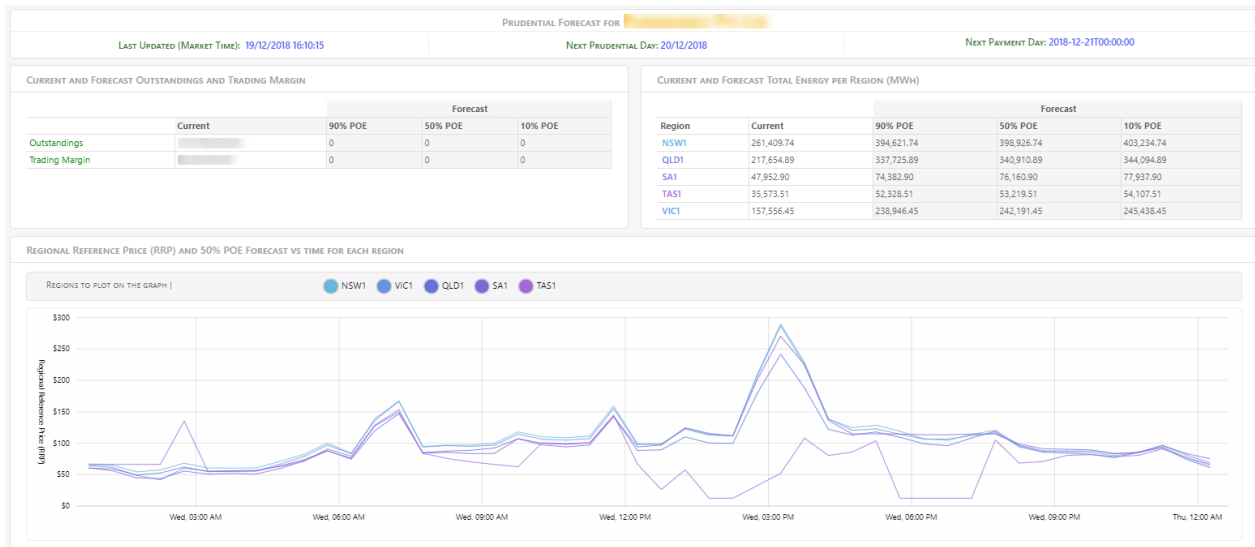 PRUDENTIAL FORECAST FOR
LAST UPDATED (MARKET TIME): 19/12/2018 16:10:15
NEXT PRUDENTIAL DAY: 20/12/2018
NEXT PAYMENT DAY: 2018-12-21T00:00:00
CURRENT AND FORECAST OUTSTANDINGS AND TRADING MARGIN
Forecast
Current 90% POE 50% POE 10% POE
Outstandings 0 0 0
Trading Margin 0 0 0
CURRENT AND FORECAST TOTAL ENERGY PER REGION (MWH)
Forecast
Region Current 90% POE 50% POE 10% POE
NSW1 261,409.74 394,621.74 398,926.74 403,234.74
QLD1 217,654.89 337,725.89 340,910.89 344,094.89
SA1 47,952.90 74,382.90 76,160.90 77,937.90
TAS1 35,573.51 52,328.51 53,219.51 54,107.51
VIC1 157,556.45 238,946.45 242,191.45 245,438.45
REGIONAL REFERENCE PRICE (RRP) AND 50% POE FORECAST VS TIME FOR EACH REGION
REGIONS TO PLOT ON THE GRAPH |
NSW1 VIC1 QLD1 SA1 TAS1
Regional Reference Price (RRP)
$300
$250
$200
$150
$100
$50
$0
Wed, 03:00 AM Wed, 06:00 AM Wed, 09:00 AM Wed, 12:00 PM Wed, 03:00 PM Wed, 06:00 PM Wed, 09:00 PM Thu, 12:00 AM